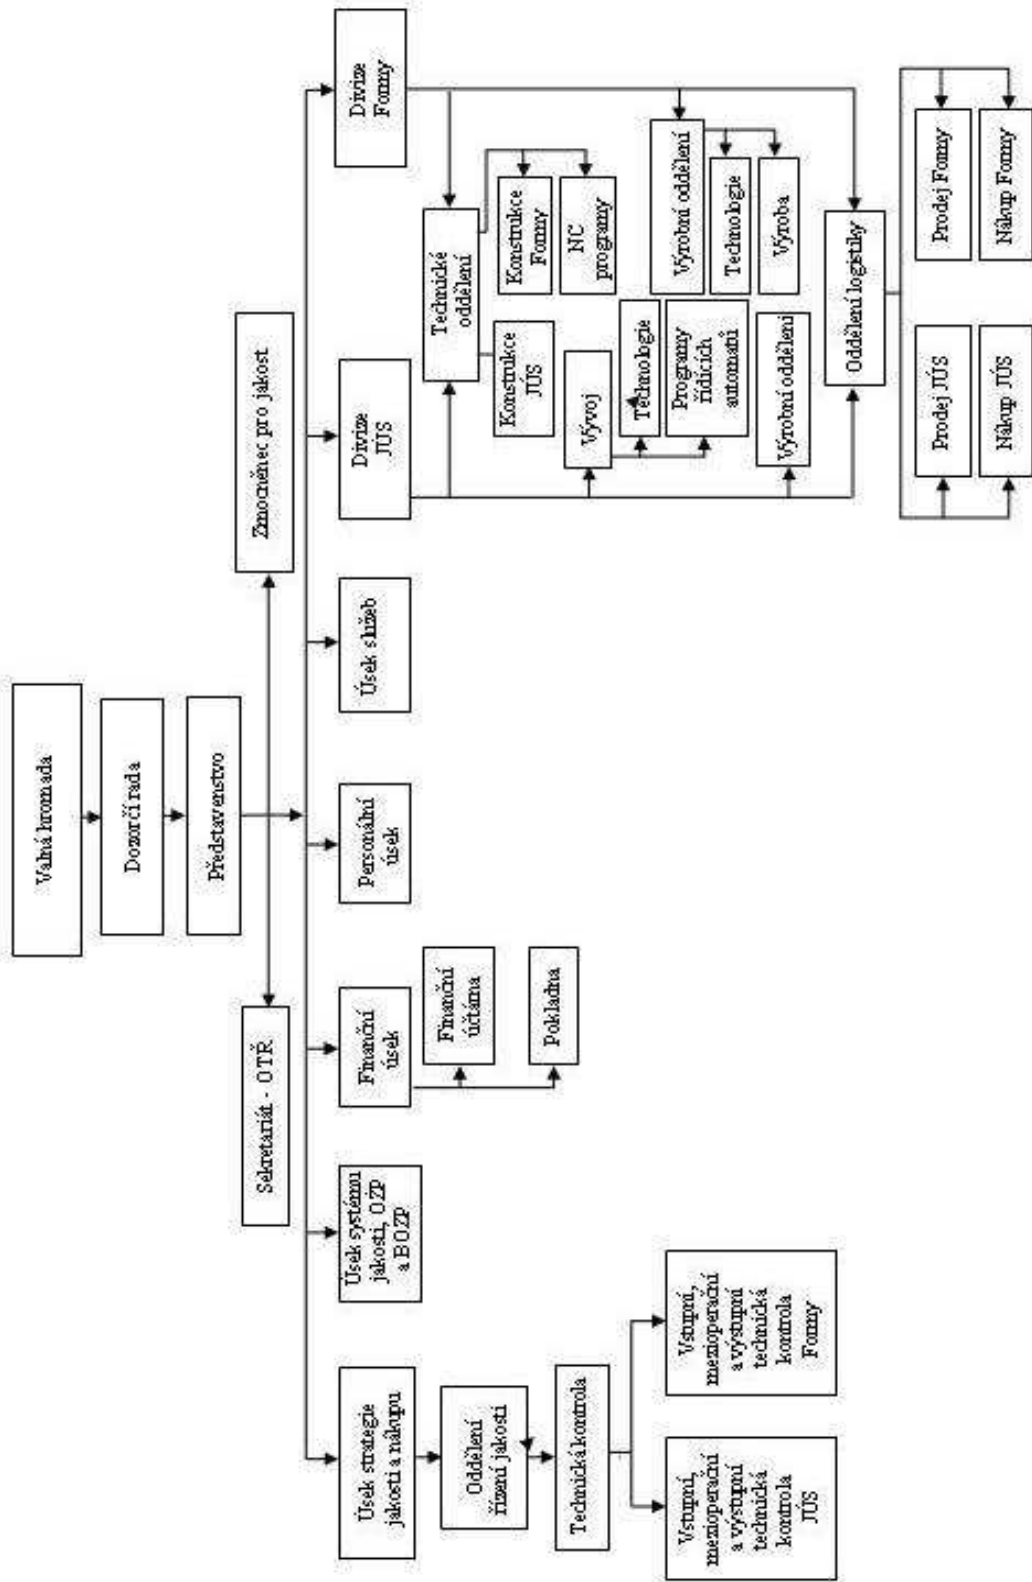 Valná hromada
Dozorčí rada
Představenstvo
Sekretariát - OTŘ
Zmocněnec pro jakost
Úsek strategie
jakosti a nákupu
Úsek systému
jakosti, OŽP
a BOZP
Finanční
úsek
Personální
úsek
Úsek služeb
Divize
JÚS
Divize
Formy
Oddělení
řízení jakosti
Technická kontrola
Vstupní,
mezioperační
a výstupní
technická
kontrola
JÚS
Vstupní,
mezioperační
a výstupní
technická
kontrola
Formy
Finanční
účtárna
Pokladna
Technické
oddělení
Konstrukce
JÚS
Konstrukce
Formy
NC
programy
Vývoj
Technologie
Programy
řídících
automatů
Výrobní oddělení
Výrobní oddělení
Technologie
Výroba
Oddělení logistiky
Prodej JÚS
Nákup JÚS
Prodej Formy
Nákup Formy